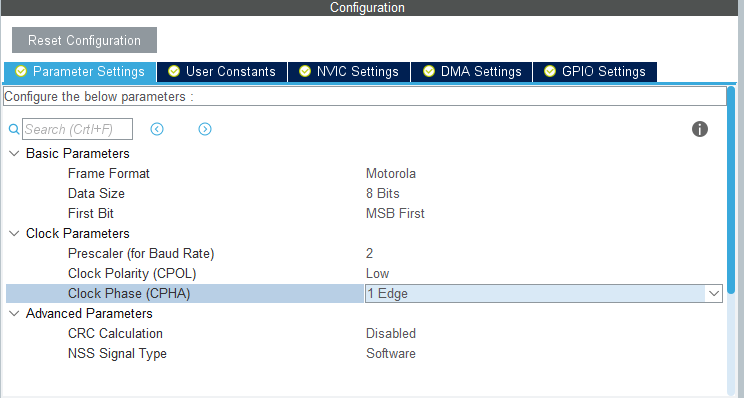 Configuration
Reset Configuration
Parameter Settings User Constants NVIC Settings DMA Settings GPIO Settings
Configure the below parameters :
Search (Crtl+F)
Basic Parameters
Frame Format Motorola
Data Size 8 Bits
First Bit MSB First
Clock Parameters
Prescaler (for Baud Rate) 2
Clock Polarity (CPOL) Low
Clock Phase (CPHA) 1 Edge
Advanced Parameters
CRC Calculation Disabled
NSS Signal Type Software